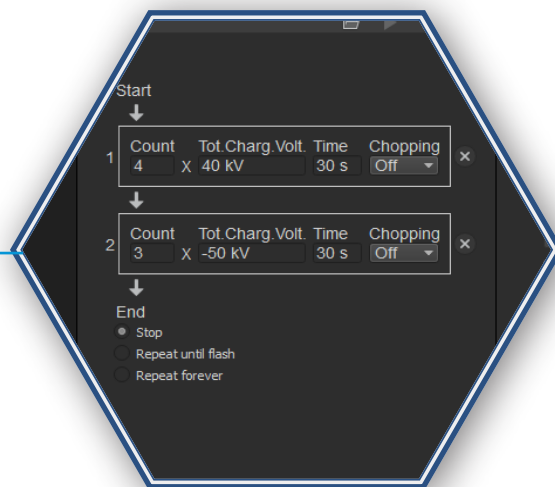 Start
1 Count Tot.Charg.Volt. Time Chopping
4 X 40 kV 30 s Off
2 Count Tot.Charg.Volt. Time Chopping
3 X -50 kV 30 s Off
End
Stop
Repeat until flash
Repeat forever